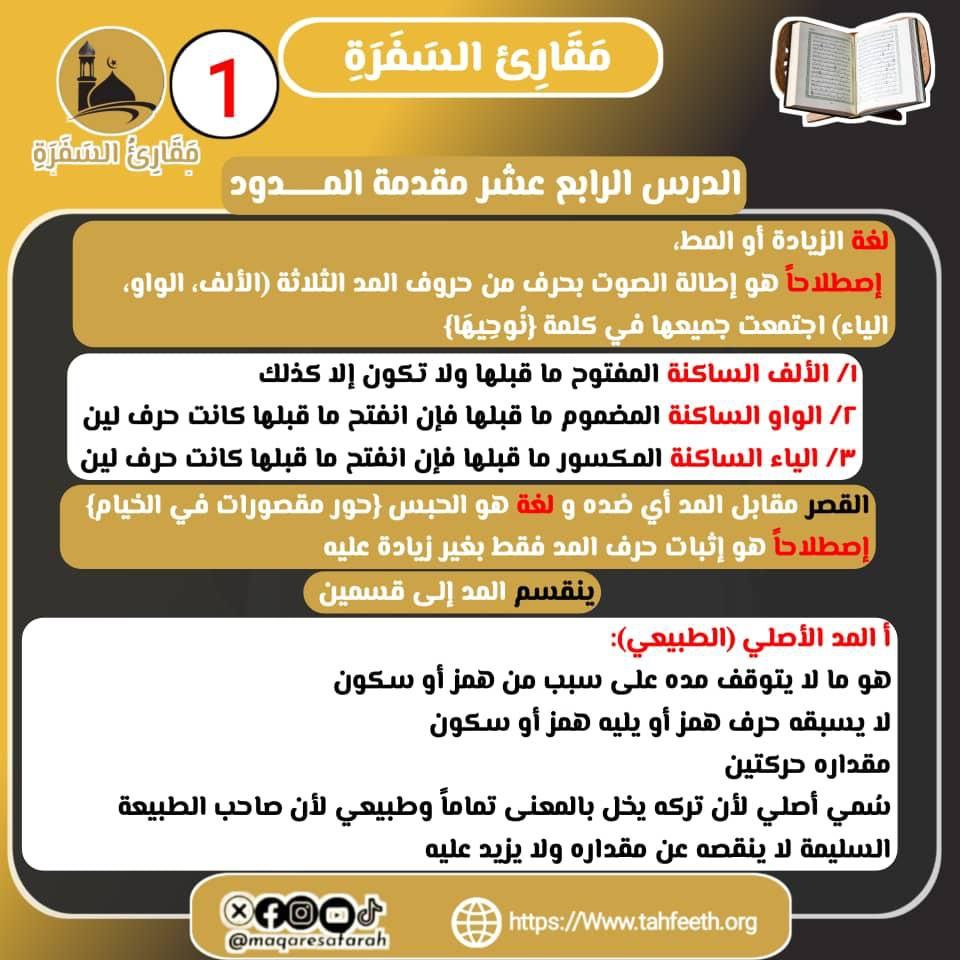 مَقَارِئ السَفَرَةِ
1
مَقَارِئُ السَفَرَةِ
الدرس الرابع عشر مقدمة المـــدود
لغة الزيادة أو المط،
إصطلاحاً هو إطالة الصوت بحرف من حروف المد الثلاثة (الألف، الواو،
الياء) اجتمعت جميعها في كلمة {نُوحِيهَا}
١/ الألف الساكنة المفتوح ما قبلها ولا تكون إلا كذلك
٢/ الواو الساكنة المضموم ما قبلها فإن انفتح ما قبلها كانت حرف لين
٣/ الياء الساكنة المكسور ما قبلها فإن انفتح ما قبلها كانت حرف لين
القصر مقابل المد أي ضده و لغة هو الحبس {حور مقصورات في الخيام}
إصطلاحاً هو إثبات حرف المد فقط بغير زيادة عليه
ينقسم المد إلى قسمين
أ المد الأصلي (الطبيعي):
هو ما لا يتوقف مده على سبب من همز أو سكون
لا يسبقه حرف همز أو يليه همز أو سكون
مقداره حركتين
سُمي أصلي لأن تركه يخل بالمعنى تماماً وطبيعي لأن صاحب الطبيعة
السليمة لا ينقصه عن مقداره ولا يزيد عليه
@maqaresafarah
https://Www.tahfeeth.org